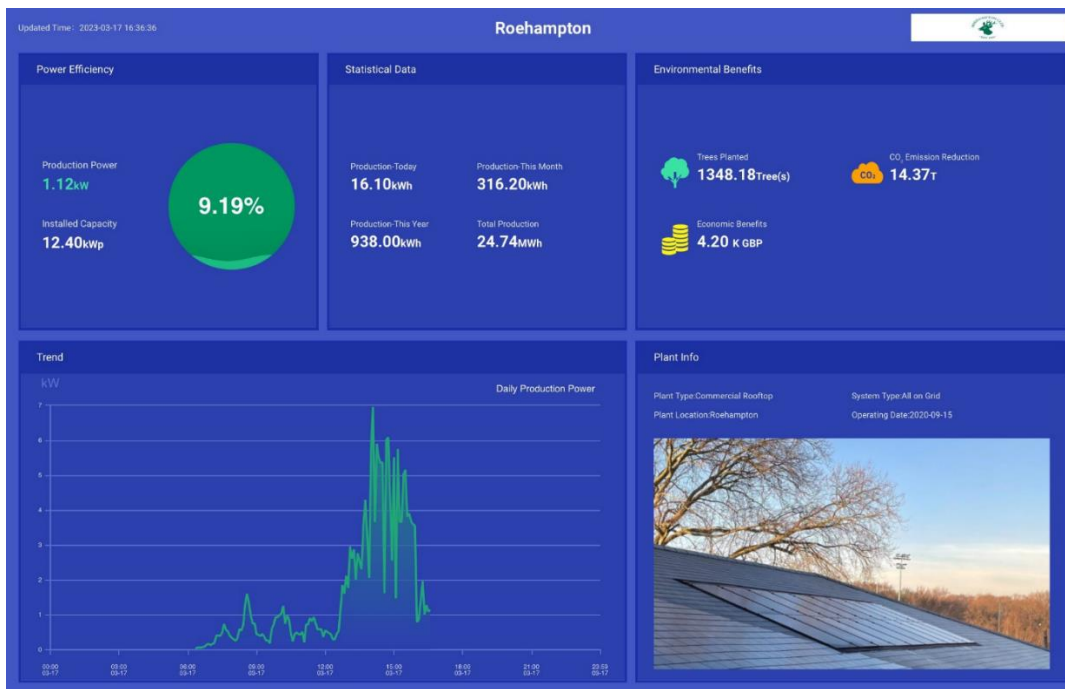 Updated Time: 2023-03-17 16:36:36
Roehampton
Power Efficiency
Production Power
1.12kW
Installed Capacity
12.40kWp
9.19%
Statistical Data
Production-Today
16.10kWh
Production-This Month
316.20kWh
Production-This Year
938.00kWh
Total Production
24.74MWh
Environmental Benefits
Trees Planted
1348.18Tree(s)
CO₂
CO₂ Emission Reduction
14.37T
Economic Benefits
4.20 K GBP
Trend
kW
Daily Production Power
7
6
5
4
3
2
1
0
00:00 03:00 06:00 09:00 12:00 15:00 18:00 21:00 23:59
03-17 03-17 03-17 03-17 03-17 03-17 03-17 03-17 03-17
Plant Info
Plant Type:Commercial Rooftop
System Type:All on Grid
Plant Location:Roehampton
Operating Date:2020-09-15